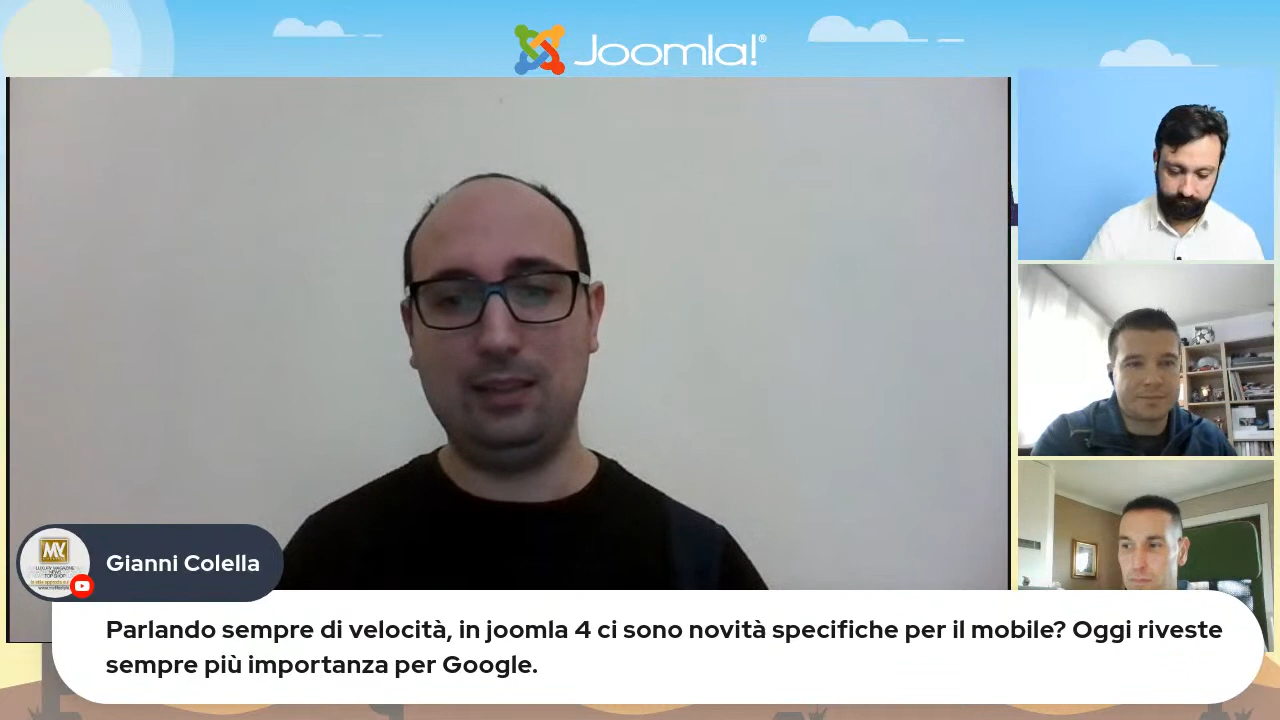 Joomla!®
MV
Gianni Colella
Parlando sempre di velocità, in joomla 4 ci sono novità specifiche per il mobile? Oggi riveste
sempre più importanza per Google.